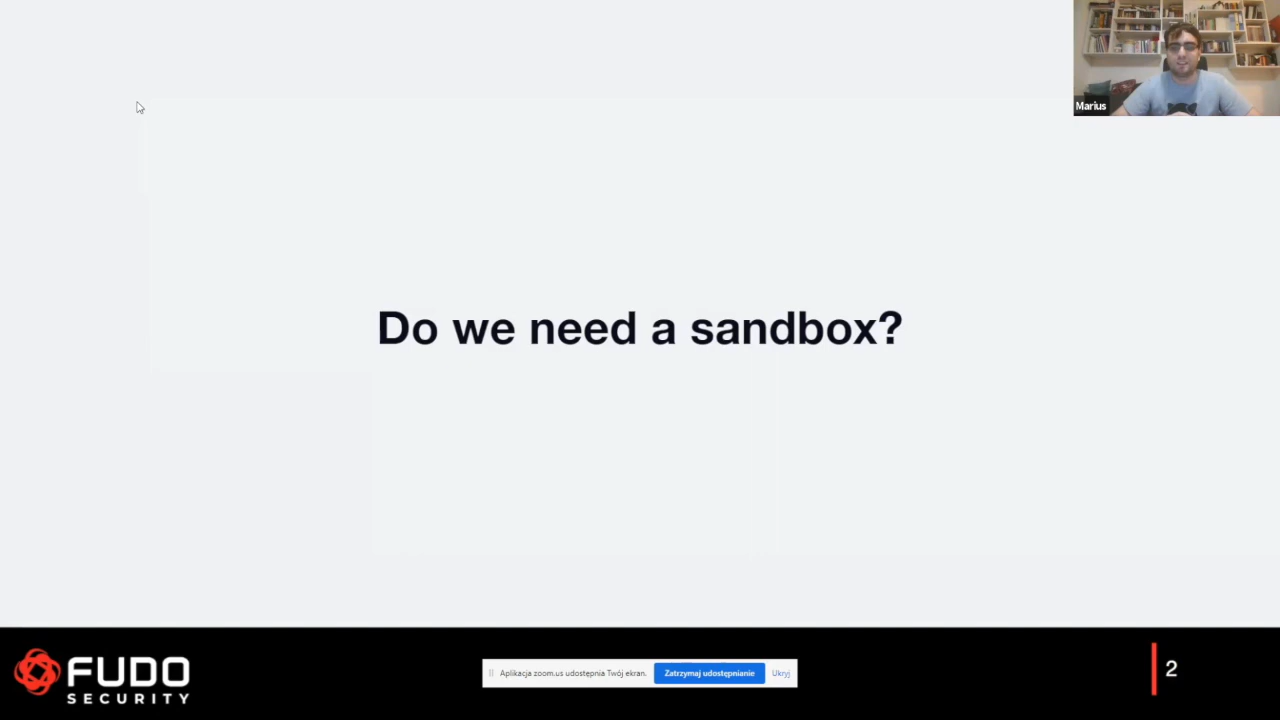 Marius
Do we need a sandbox?
FUDO
SECURITY
Aplikacja zoom.us udostępnia Twój ekran.
Zatrzymaj udostępnianie
Ukryj
2